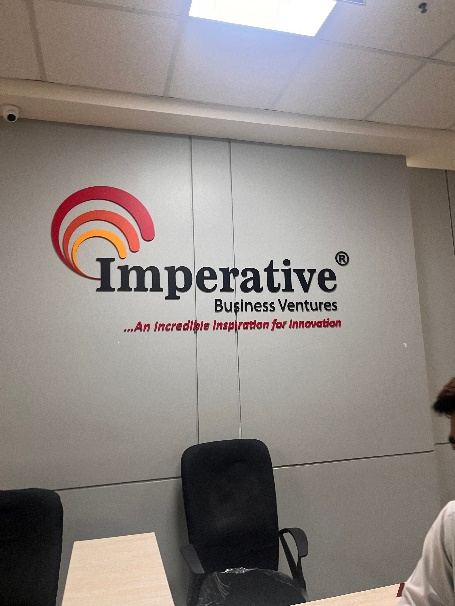 Imperative®
Business Ventures
...An Incredible Inspiration for Innovation